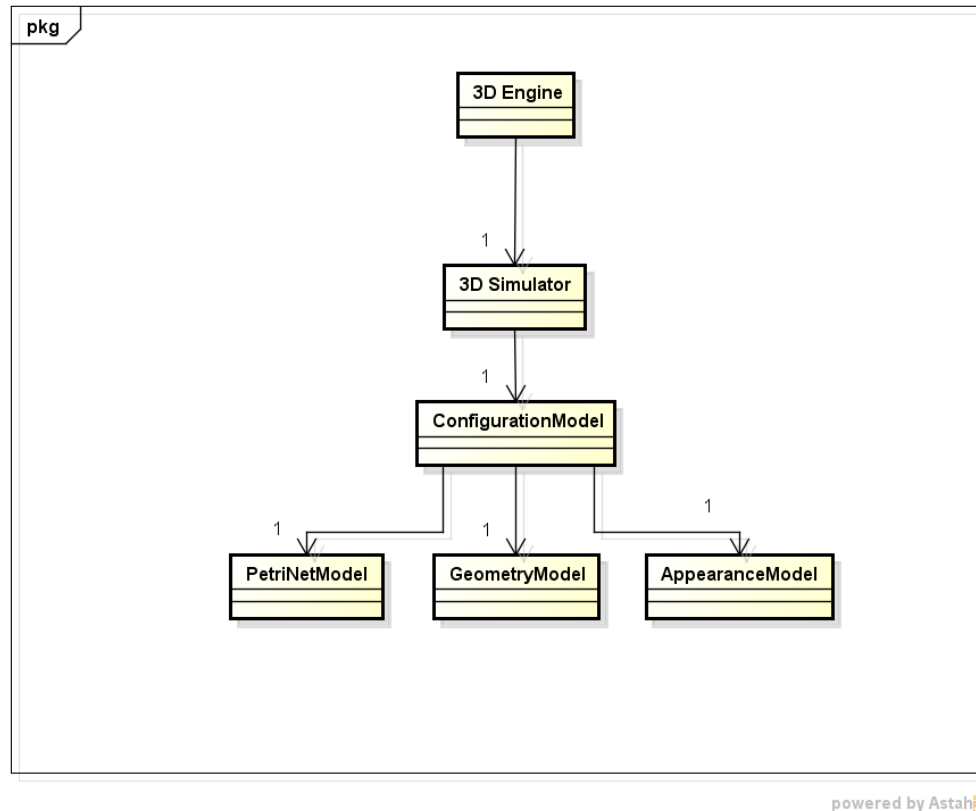 pkg
3D Engine
1
3D Simulator
1
ConfigurationModel
1
1
1
PetriNetModel
GeometryModel
AppearanceModel
powered by Astah